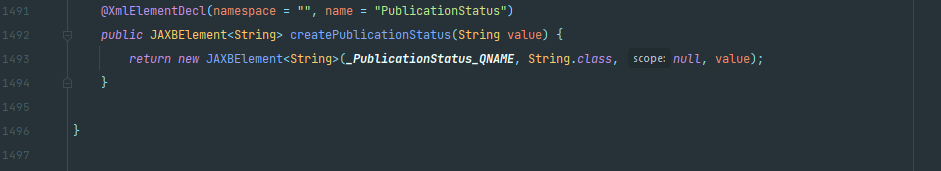 1491 @XmlElementDecl(namespace = "", name = "PublicationStatus")
1492 public JAXBElement<String> createPublicationStatus(String value) {
1493 return new JAXBElement<String>(_PublicationStatus_QNAME, String.class, scope: null, value);
1494 }
1495
1496 }
1497